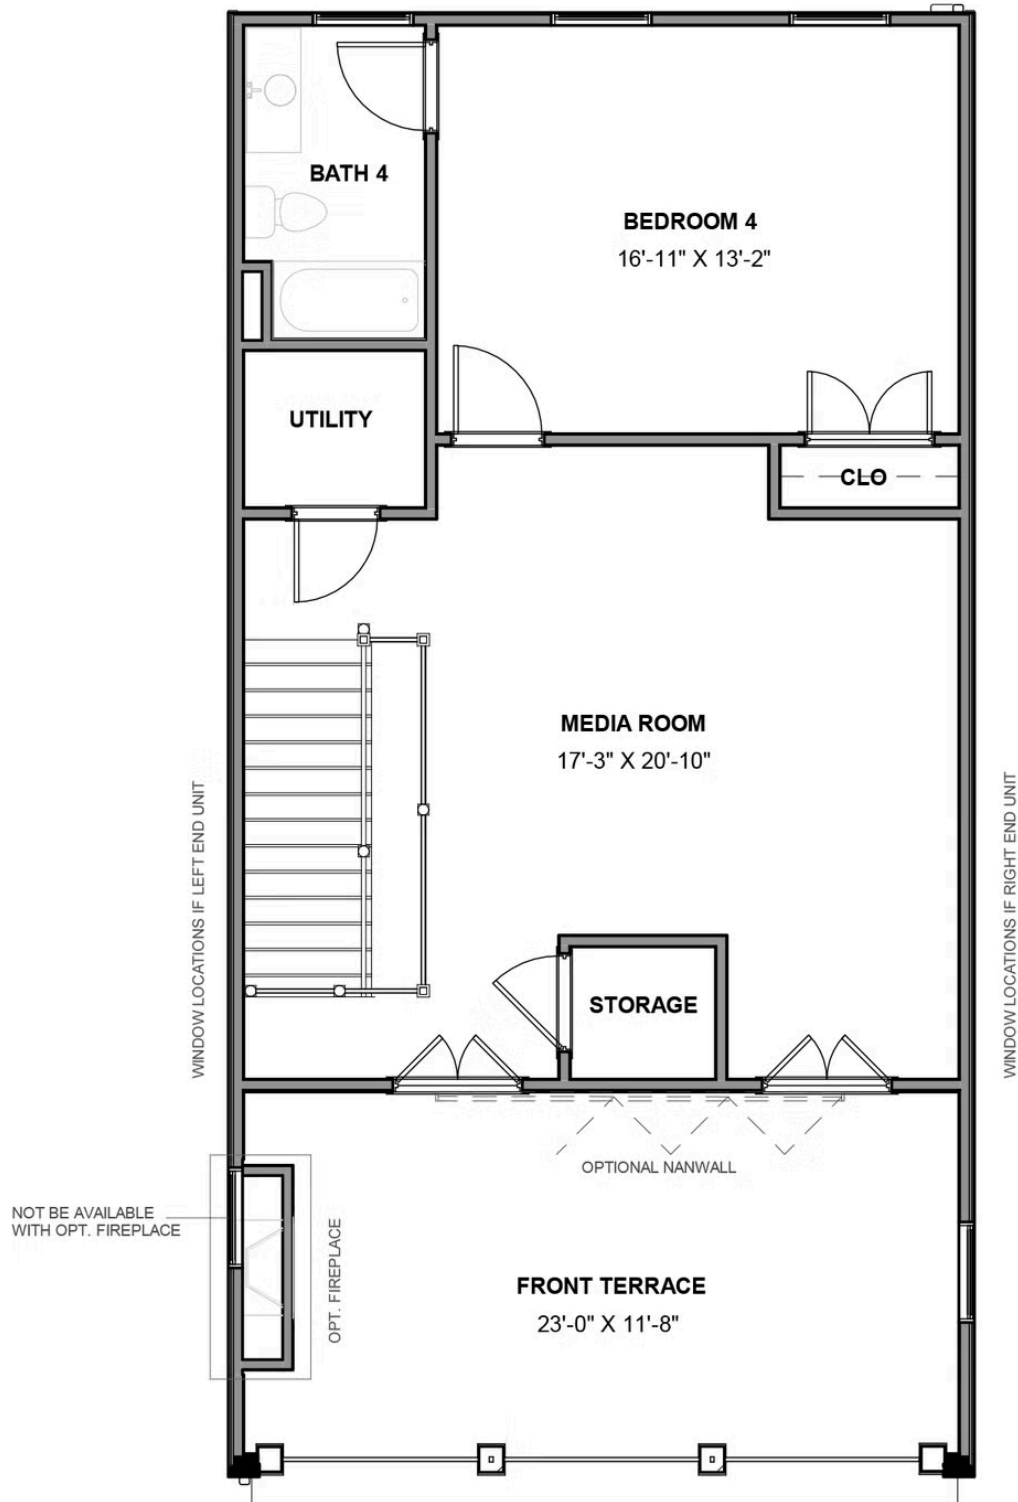 BATH 4
BEDROOM 4
16'-11" X 13'-2"
UTILITY
CLO
MEDIA ROOM
17'-3" X 20'-10"
WINDOW LOCATIONS IF LEFT END UNIT
WINDOW LOCATIONS IF RIGHT END UNIT
STORAGE
OPTIONAL NANWALL
NOT BE AVAILABLE
WITH OPT. FIREPLACE
OPT. FIREPLACE
FRONT TERRACE
23'-0" X 11'-8"